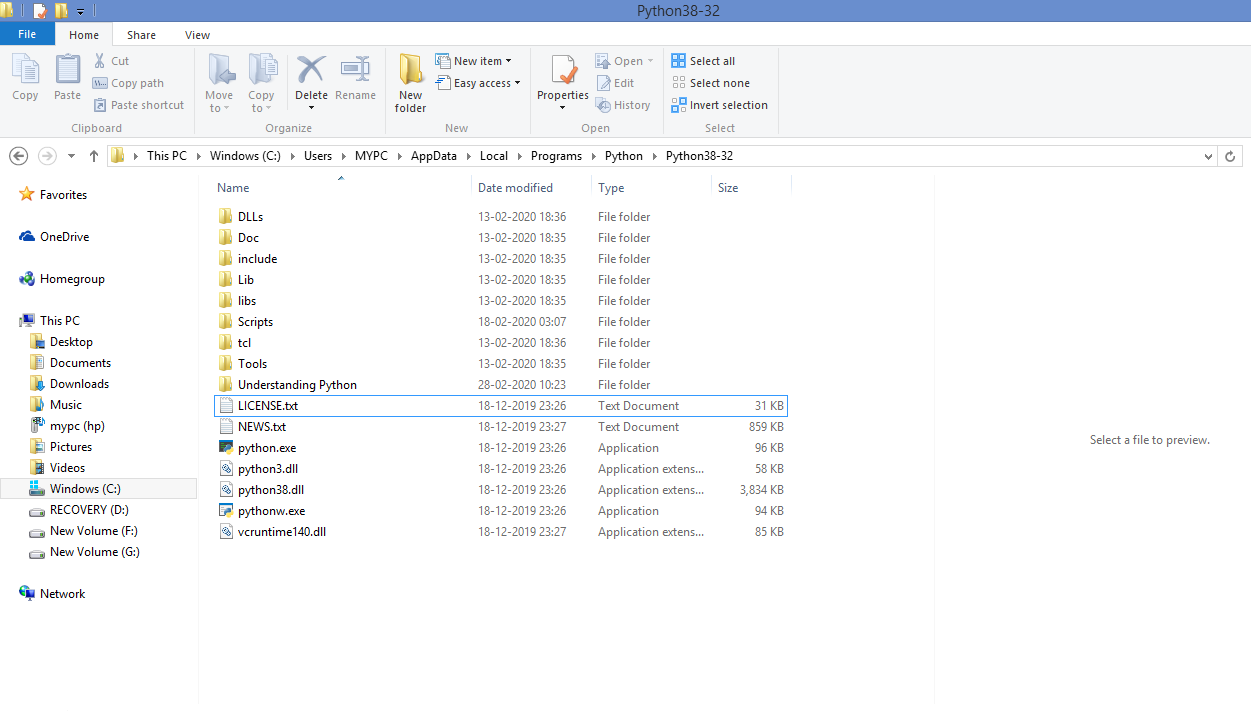 Python38-32
File Home Share View
Copy Paste Cut Copy path Paste shortcut
Move to Copy to Delete Rename
New folder New item Easy access
Properties Open Edit History
Select all Select none Invert selection
Clipboard Organize New Open Select
This PC Windows (C:) Users MYPC AppData Local Programs Python Python38-32
Favorites
OneDrive
Homegroup
This PC
Desktop
Documents
Downloads
Music
mypc (hp)
Pictures
Videos
Windows (C:)
RECOVERY (D:)
New Volume (F:)
New Volume (G:)
Network
Name Date modified Type Size
DLLs 13-02-2020 18:36 File folder
Doc 13-02-2020 18:35 File folder
include 13-02-2020 18:35 File folder
Lib 13-02-2020 18:35 File folder
libs 13-02-2020 18:35 File folder
Scripts 18-02-2020 03:07 File folder
tcl 13-02-2020 18:36 File folder
Tools 13-02-2020 18:35 File folder
Understanding Python 28-02-2020 10:23 File folder
LICENSE.txt 18-12-2019 23:26 Text Document 31 KB
NEWS.txt 18-12-2019 23:27 Text Document 859 KB
python.exe 18-12-2019 23:26 Application 96 KB
python3.dll 18-12-2019 23:26 Application extens... 58 KB
python38.dll 18-12-2019 23:26 Application extens... 3,834 KB
pythonw.exe 18-12-2019 23:26 Application 94 KB
vcruntime140.dll 18-12-2019 23:27 Application extens... 85 KB
Select a file to preview.